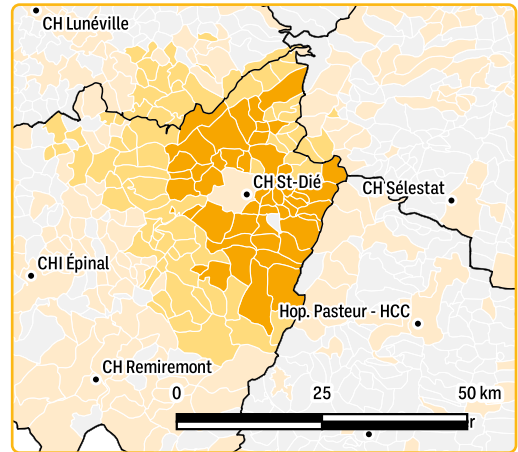 CH Lunéville
CH St-Dié
CH Sélestat
CHI Épinal
Hop. Pasteur - HCC
CH Remiremont
0 25 50 km
r